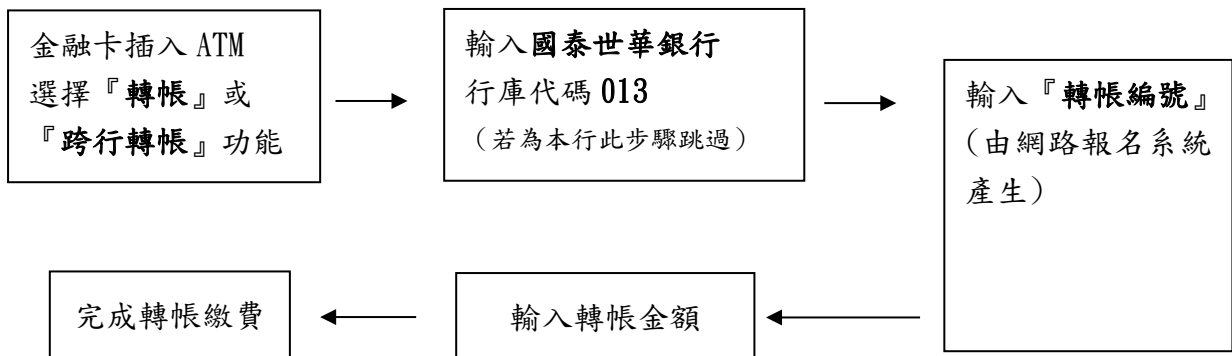 金融卡插入 ATM
選擇『轉帳』或
『跨行轉帳』功能
輸入國泰世華銀行
行庫代碼 013
（若為本行此步驟跳過）
輸入『轉帳編號』
（由網路報名系統
產生）
輸入轉帳金額
完成轉帳繳費